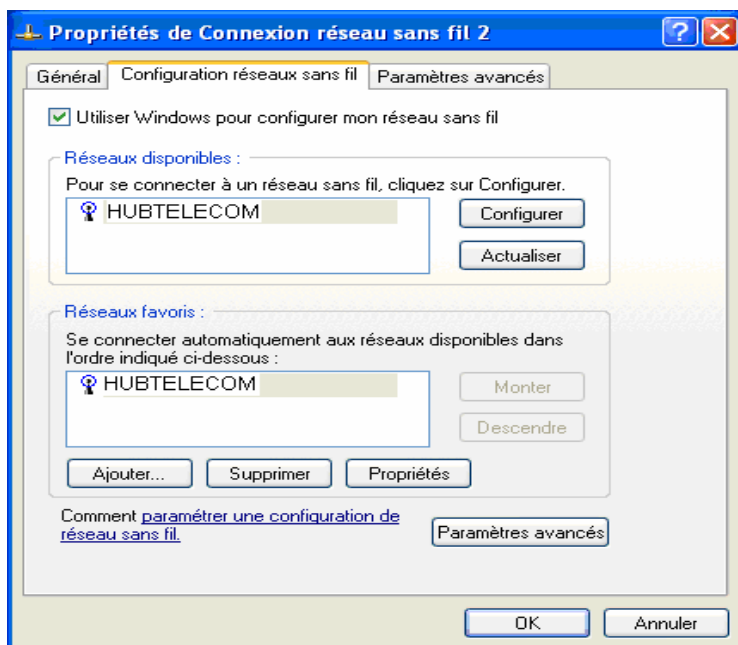 Propriétés de Connexion réseau sans fil 2
Général Configuration réseaux sans fil Paramètres avancés
Utiliser Windows pour configurer mon réseau sans fil
Réseaux disponibles :
Pour se connecter à un réseau sans fil, cliquez sur Configurer.
HUBTELECOM
Configurer
Actualiser
Réseaux favoris :
Se connecter automatiquement aux réseaux disponibles dans
l'ordre indiqué ci-dessous :
HUBTELECOM
Monter
Descendre
Ajouter... Supprimer Propriétés
Comment paramétrer une configuration de
réseau sans fil.
Paramètres avancés
OK Annuler